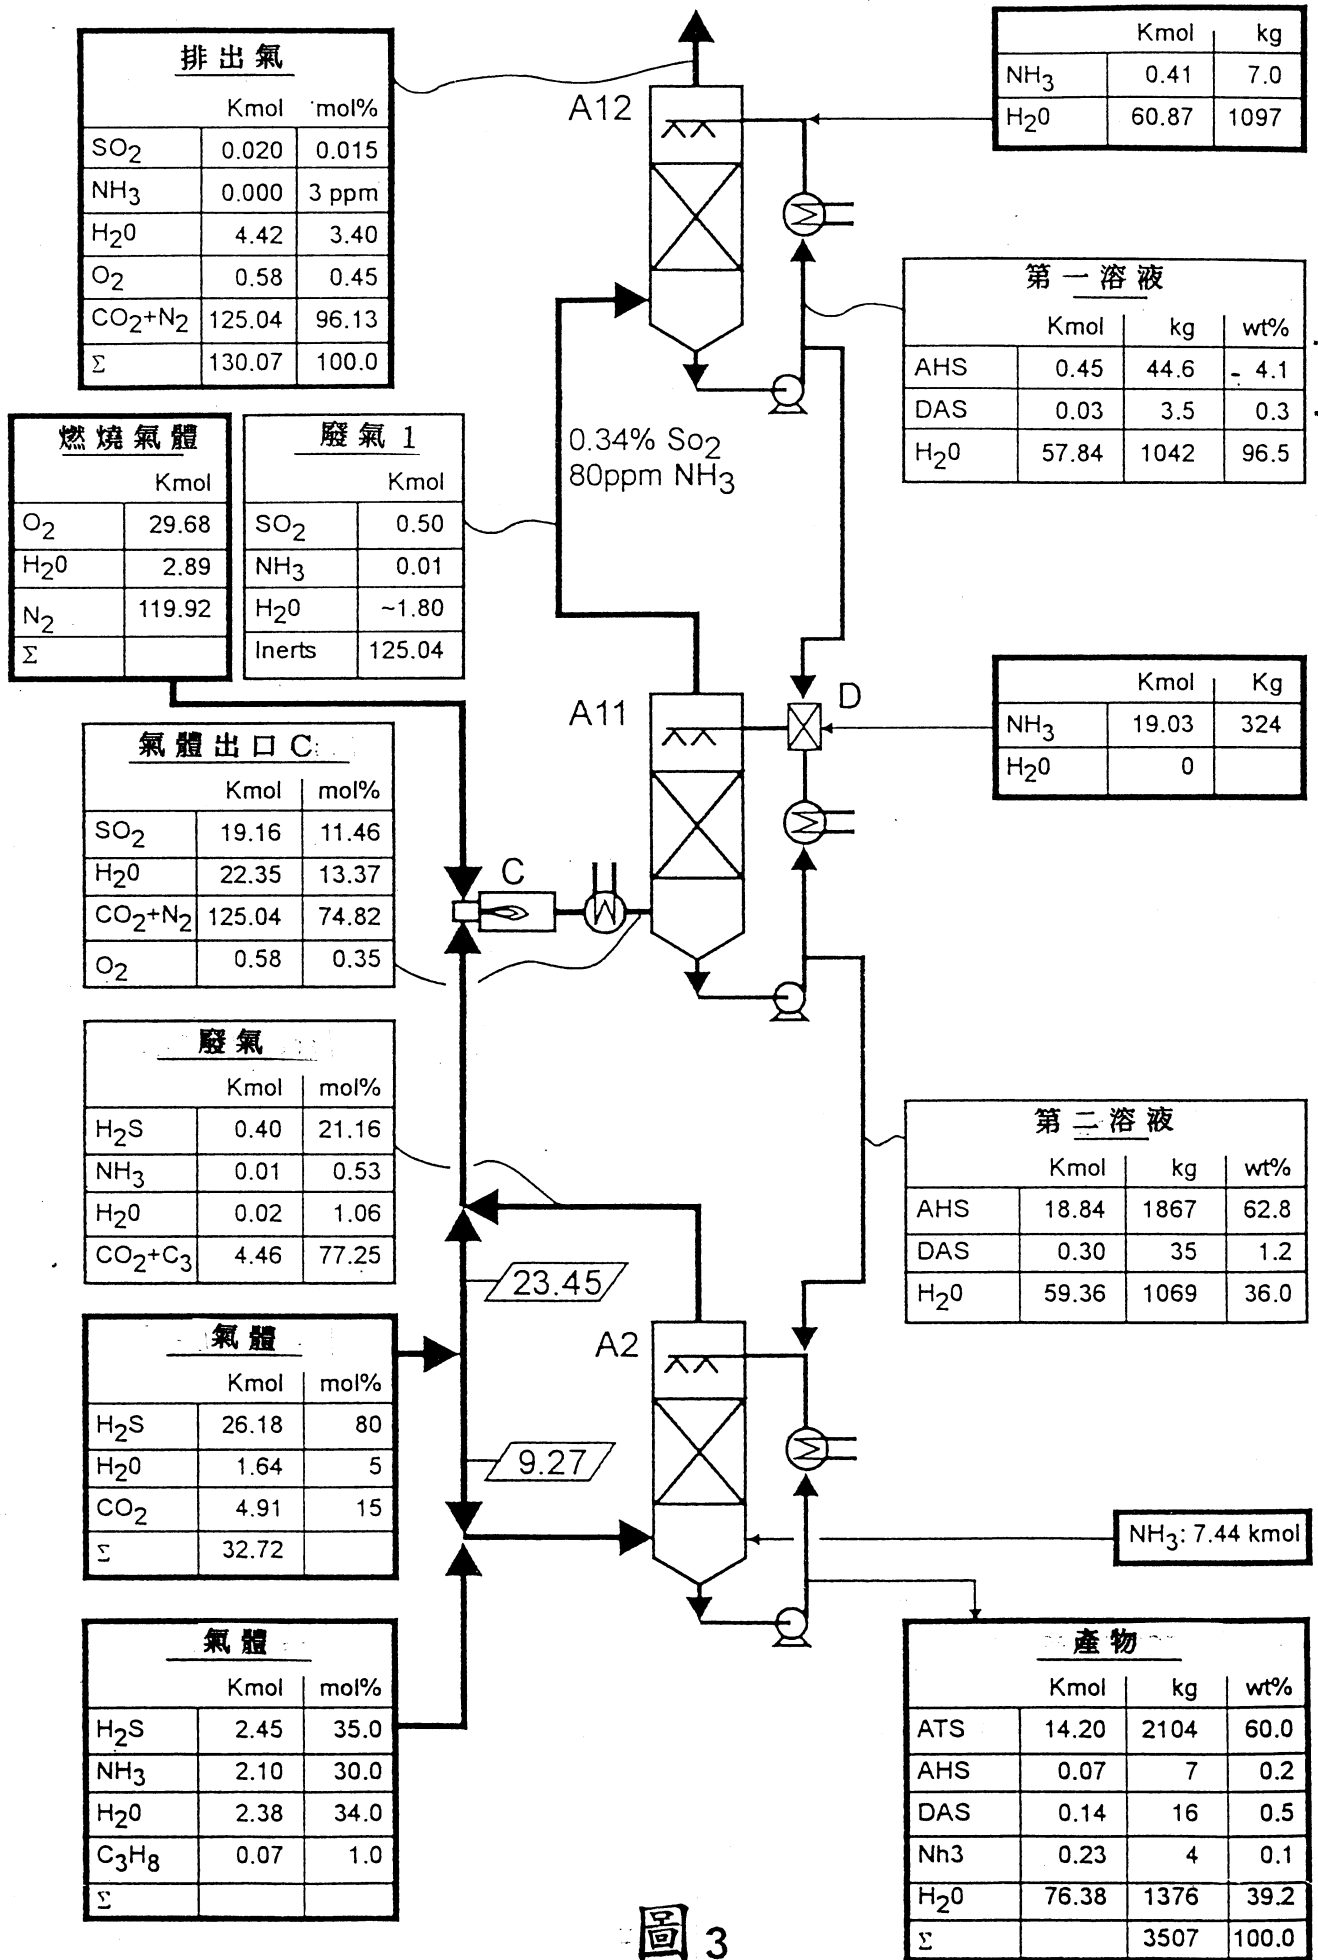 排出氣
Kmol mol%
SO2 0.020 0.015
NH3 0.000 3 ppm
H20 4.42 3.40
O2 0.58 0.45
CO2+N2 125.04 96.13
Σ 130.07 100.0
A12
Kmol kg
NH3 0.41 7.0
H20 60.87 1097
第一溶液
Kmol kg wt%
AHS 0.45 44.6 - 4.1
DAS 0.03 3.5 0.3
H20 57.84 1042 96.5
燃燒氣體
Kmol
O2 29.68
H20 2.89
N2 119.92
Σ
廢氣1
Kmol
SO2 0.50
NH3 0.01
H20 ~1.80
Inerts 125.04
0.34% So2
80ppm NH3
A11
D
Kmol Kg
NH3 19.03 324
H20 0
氣體出口C:
Kmol mol%
SO2 19.16 11.46
H20 22.35 13.37
CO2+N2 125.04 74.82
O2 0.58 0.35
C
廢氣
Kmol mol%
H2S 0.40 21.16
NH3 0.01 0.53
H20 0.02 1.06
CO2+C3 4.46 77.25
第二溶液
Kmol kg wt%
AHS 18.84 1867 62.8
DAS 0.30 35 1.2
H20 59.36 1069 36.0
23.45
A2
氣體
Kmol mol%
H2S 26.18 80
H20 1.64 5
CO2 4.91 15
Σ 32.72
9.27
NH3: 7.44 kmol
氣體
Kmol mol%
H2S 2.45 35.0
NH3 2.10 30.0
H20 2.38 34.0
C3H8 0.07 1.0
Σ
產物
Kmol kg wt%
ATS 14.20 2104 60.0
AHS 0.07 7 0.2
DAS 0.14 16 0.5
Nh3 0.23 4 0.1
H20 76.38 1376 39.2
Σ 3507 100.0
圖 3